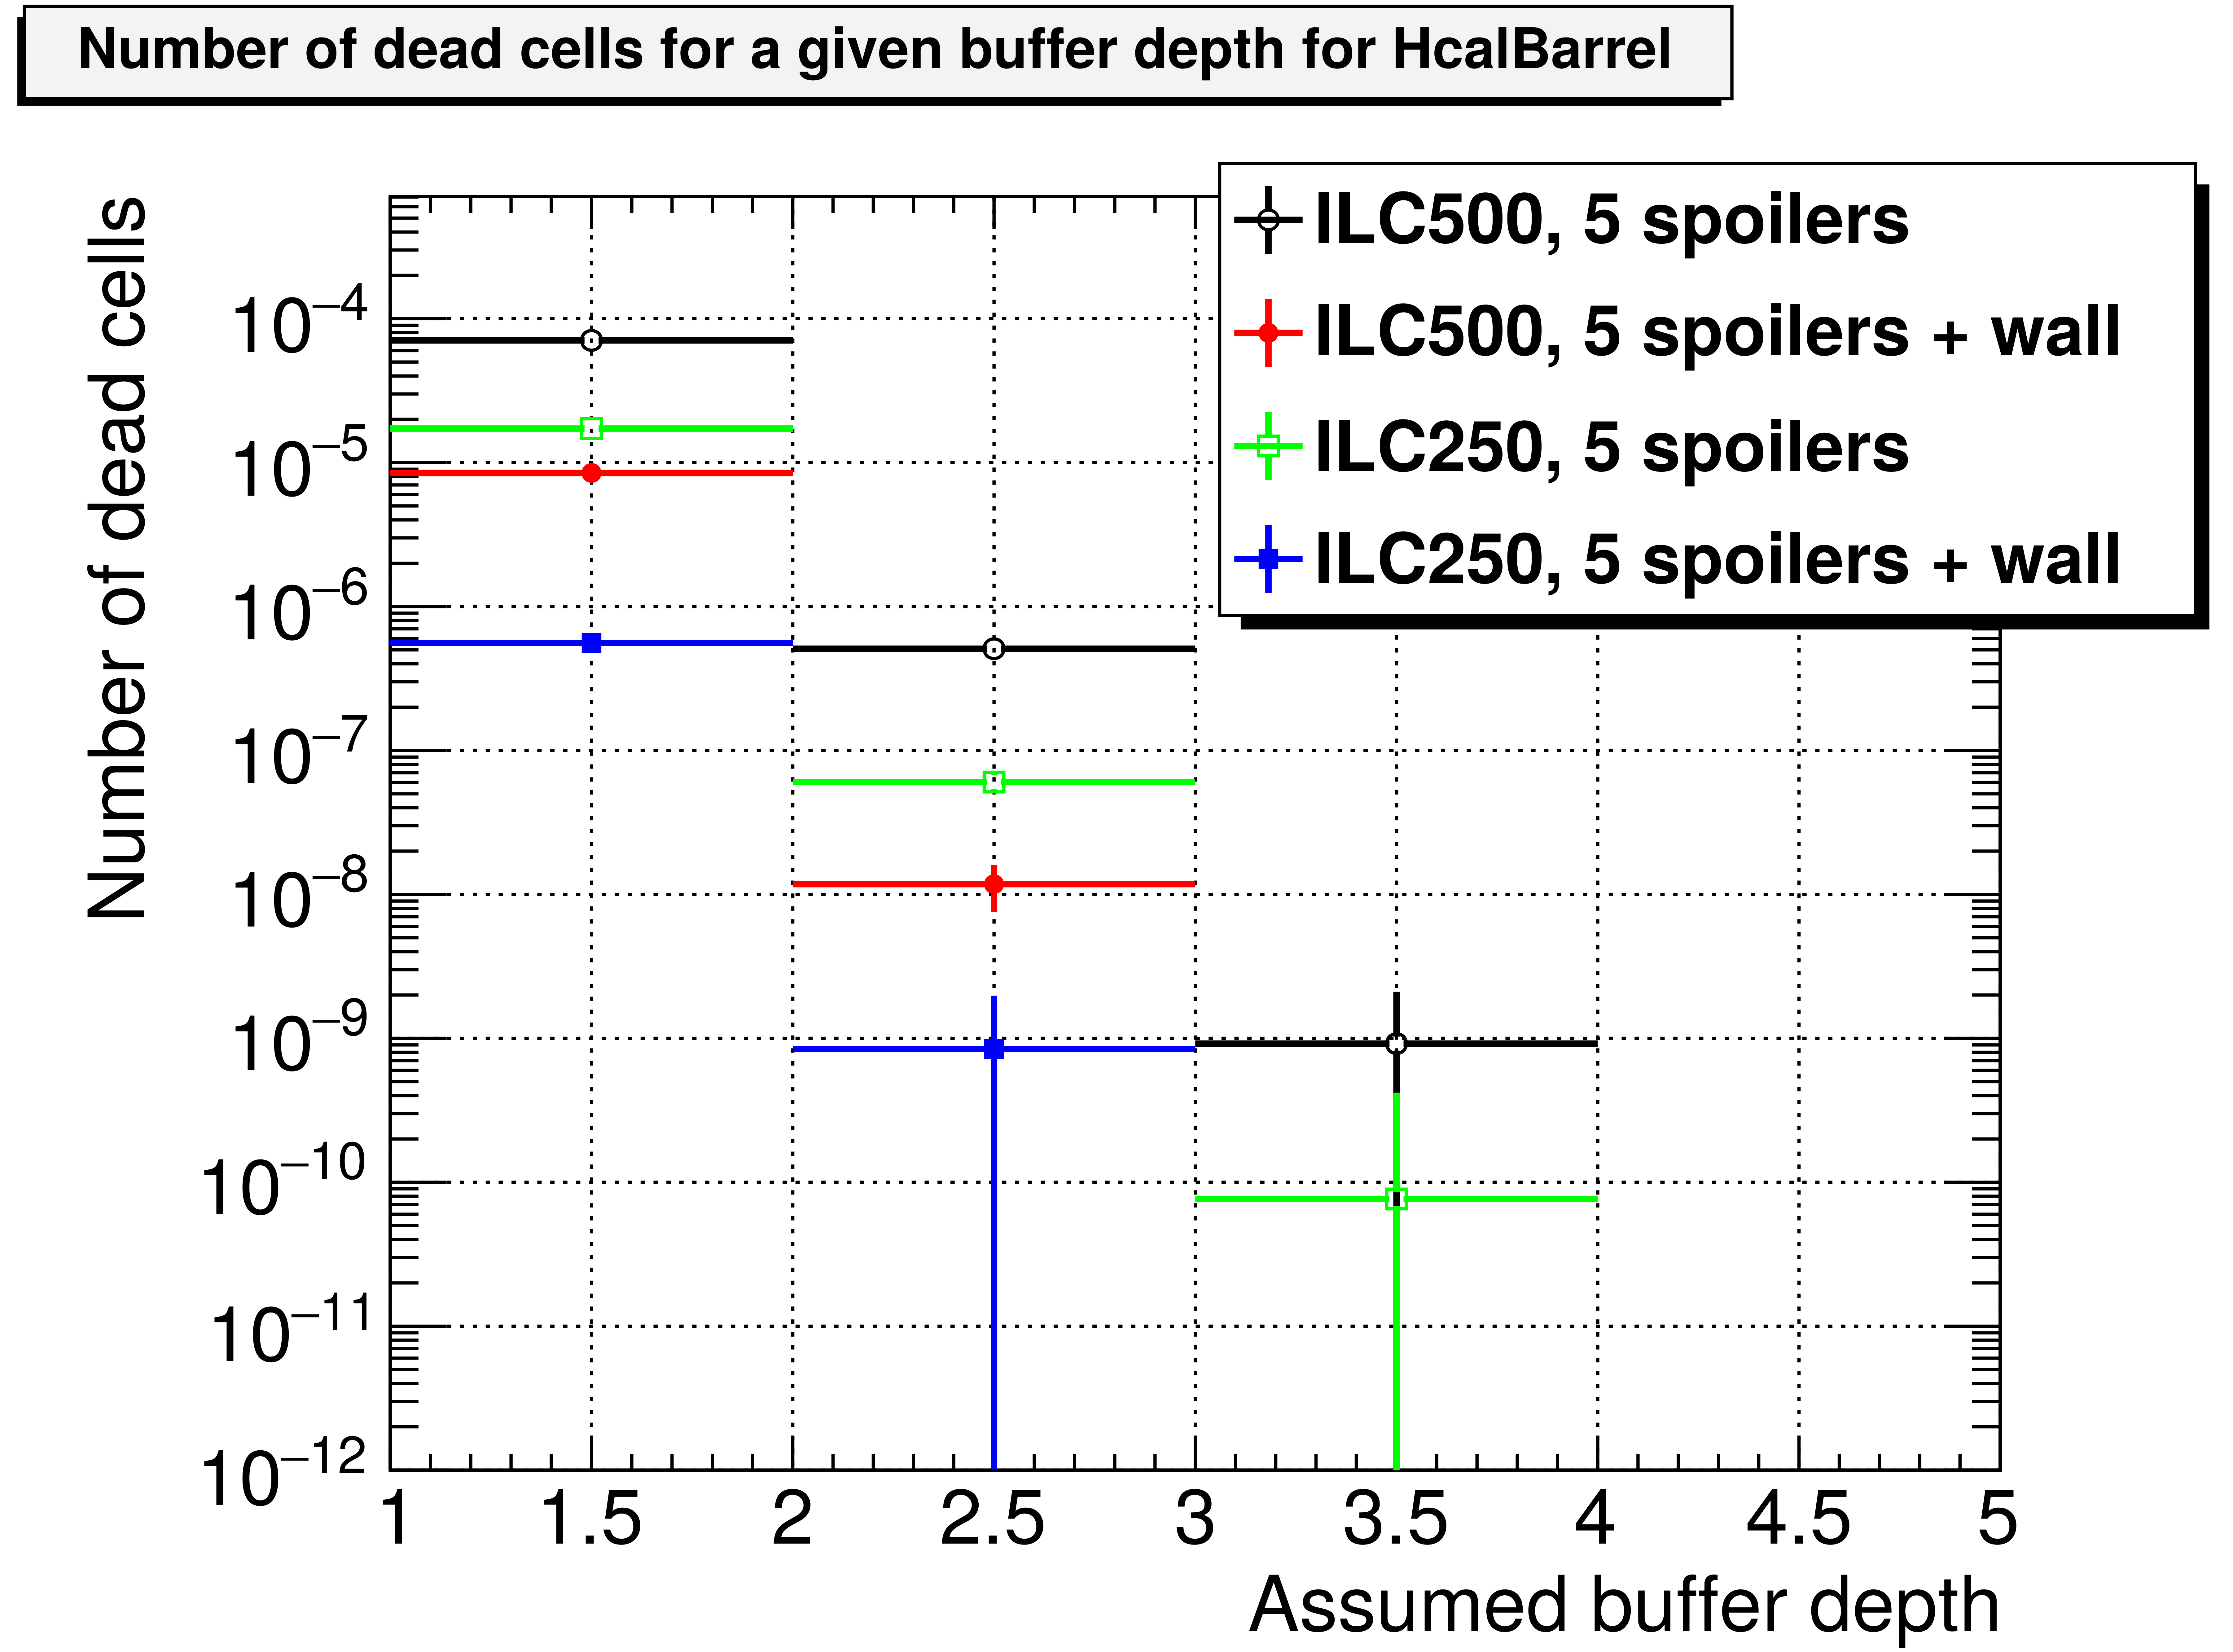 Number of dead cells for a given buffer depth for HcalBarrel
ILC500, 5 spoilers
ILC500, 5 spoilers + wall
ILC250, 5 spoilers
ILC250, 5 spoilers + wall
Number of dead cells
10⁻⁴
10⁻⁵
10⁻⁶
10⁻⁷
10⁻⁸
10⁻⁹
10⁻¹⁰
10⁻¹¹
10⁻¹²
1 1.5 2 2.5 3 3.5 4 4.5 5
Assumed buffer depth